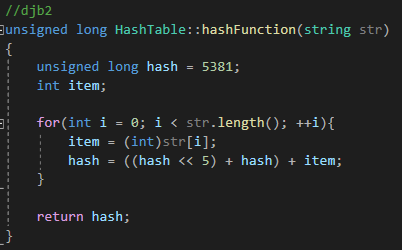 //djb2
unsigned long HashTable::hashFunction(string str)
{
    unsigned long hash = 5381;
    int item;

    for(int i = 0; i < str.length(); ++i){
        item = (int)str[i];
        hash = ((hash << 5) + hash) + item;
    }

    return hash;
}